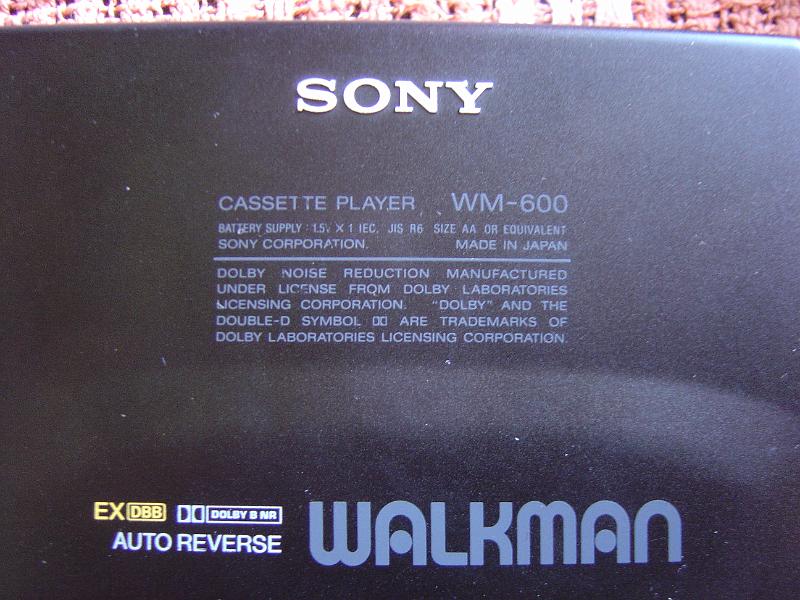 SONY
CASSETTE PLAYER WM-600
BATTERY SUPPLY : 1.5V X 1 IEC, JIS R6 SIZE AA OR EQUIVALENT
SONY CORPORATION. MADE IN JAPAN
DOLBY NOISE REDUCTION MANUFACTURED
UNDER LICENSE FROM DOLBY LABORATORIES
LICENSING CORPORATION. "DOLBY" AND THE
DOUBLE-D SYMBOL ARE TRADEMARKS OF
DOLBY LABORATORIES LICENSING CORPORATION.
EX DBB DOLBY B NR
AUTO REVERSE
WALKMAN